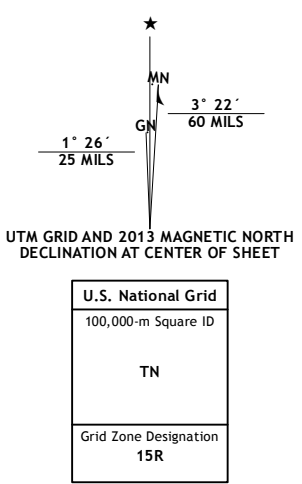 ★
MN
3° 22´
60 MILS
GN
1° 26´
25 MILS
UTM GRID AND 2013 MAGNETIC NORTH
DECLINATION AT CENTER OF SHEET
U.S. National Grid
100,000-m Square ID
TN
Grid Zone Designation
15R